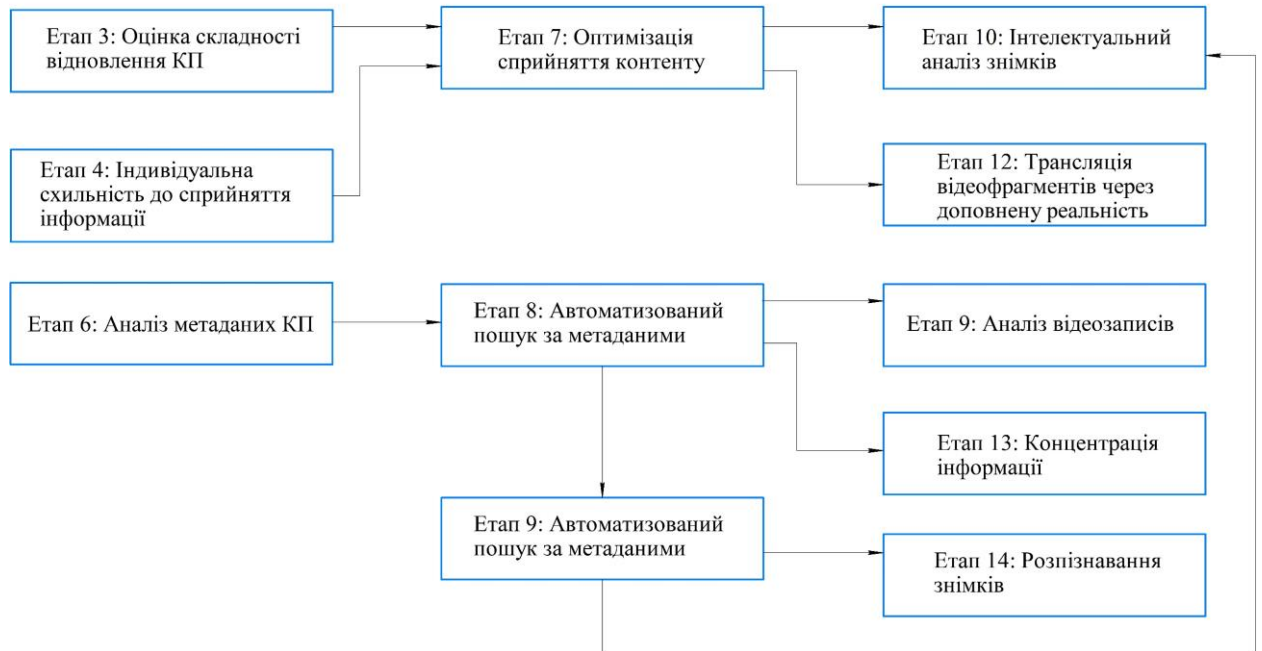 Етап 3: Оцінка складності
відновлення КП
Етап 7: Оптимізація
сприйняття контенту
Етап 10: Інтелектуальний
аналіз знімків
Етап 4: Індивідуальна
схильність до сприйняття
інформації
Етап 12: Трансляція
відеофрагментів через
доповнену реальність
Етап 6: Аналіз метаданих КП
Етап 8: Автоматизований
пошук за метаданими
Етап 9: Аналіз відеозаписів
Етап 13: Концентрація
інформації
Етап 9: Автоматизований
пошук за метаданими
Етап 14: Розпізнавання
знімків